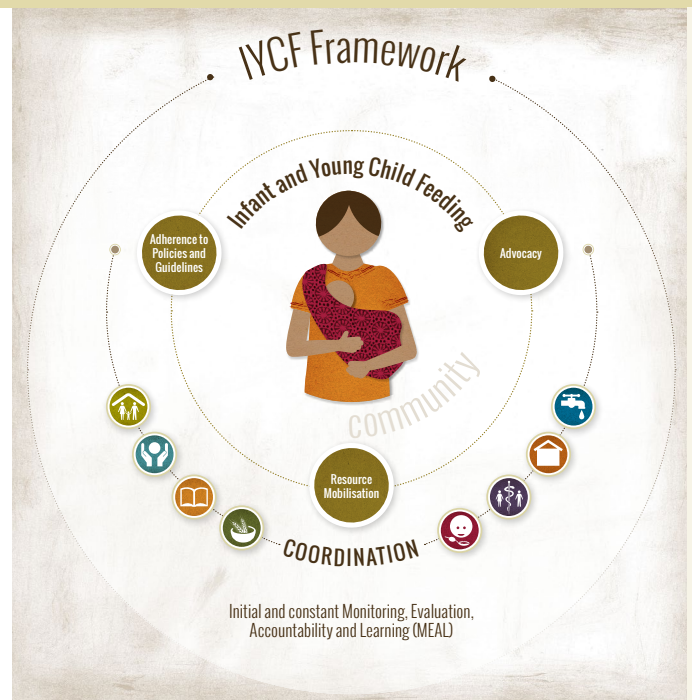 IYCF Framework
Infant and Young Child Feeding
Adherence to
Policies and
Guidelines
Advocacy
community
Resource
Mobilisation
COORDINATION
Initial and constant Monitoring, Evaluation,
Accountability and Learning (MEAL)